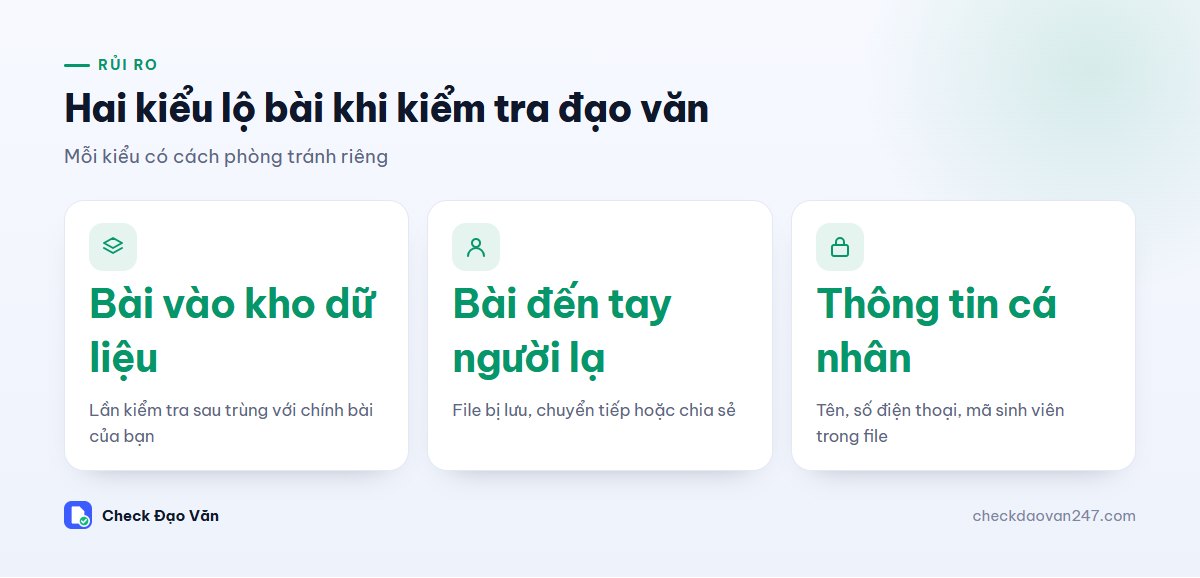 RỦI RO
Hai kiểu lộ bài khi kiểm tra đạo văn
Mỗi kiểu có cách phòng tránh riêng
Bài vào kho dữ
liệu
Lần kiểm tra sau trùng với chính bài
của bạn
Bài đến tay
người lạ
File bị lưu, chuyển tiếp hoặc chia sẻ
Thông tin cá
nhân
Tên, số điện thoại, mã sinh viên
trong file
Check Đạo Văn
checkdaovan247.com